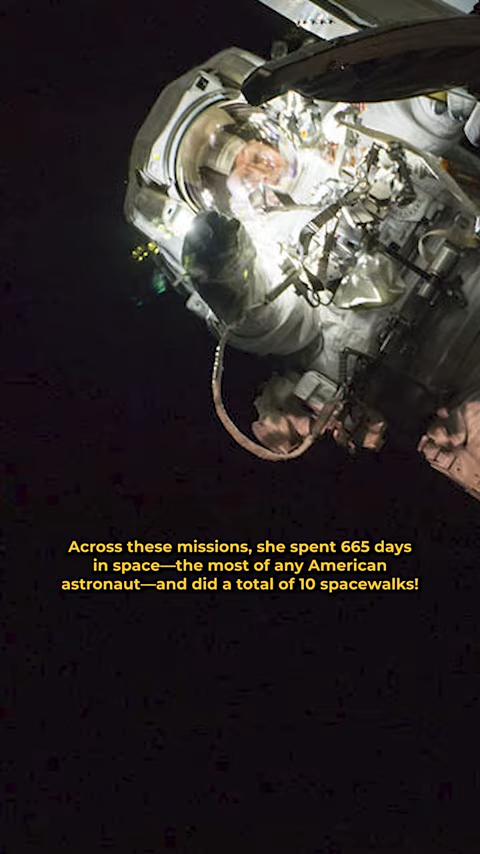 Across these missions, she spent 665 days
in space—the most of any American
astronaut—and did a total of 10 spacewalks!